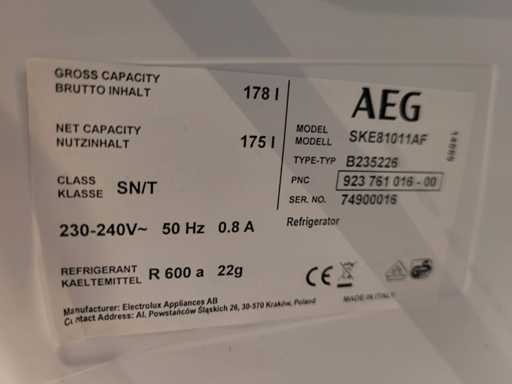 GROSS CAPACITY
BRUTTO INHALT 178 l
NET CAPACITY
NUTZINHALT 175 l
CLASS
KLASSE SN/T
230-240V~ 50 Hz 0.8 A
REFRIGERANT
KAELTEMITTEL R 600 a 22g
Manufacturer: Electrolux Appliances AB
Contact Address: Al. Powstańców Śląskich 26, 30-570 Kraków, Poland
AEG
MODEL
MODELL SKE81011AF
TYPE-TYP B235226
PNC 923 761 016 - 00
SER. NO. 74900016
Refrigerator
CE
MADE IN ITALY